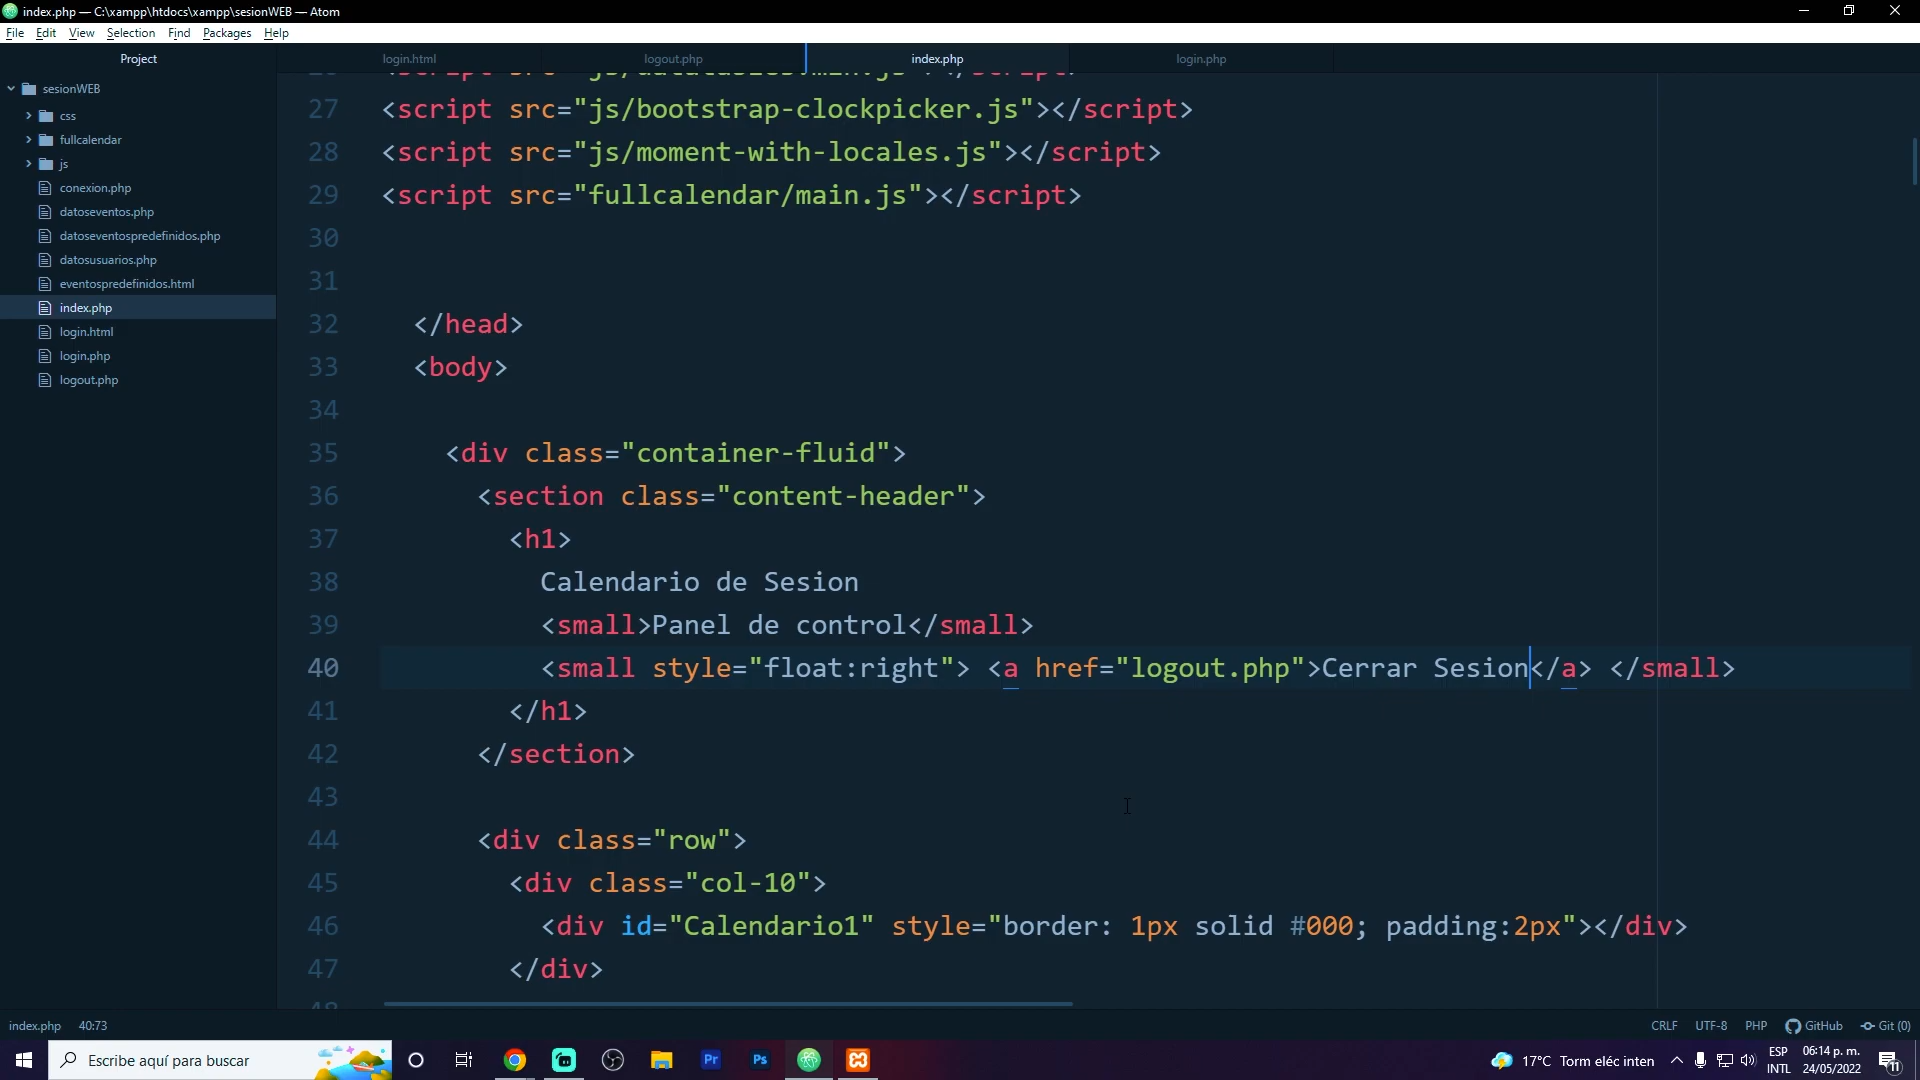 index.php — C:\xampp\htdocs\xampp\sesionWEB — Atom
File Edit View Selection Find Packages Help
Project
login.html
logout.php
index.php
login.php
sesionWEB
css
fullcalendar
js
conexion.php
datoseventos.php
datoseventospredefinidos.php
datosusuarios.php
eventospredefinidos.html
index.php
login.html
login.php
logout.php
27 <script src="js/bootstrap-clockpicker.js"></script>
28 <script src="js/moment-with-locales.js"></script>
29 <script src="fullcalendar/main.js"></script>
30
31
32 </head>
33 <body>
34
35 <div class="container-fluid">
36 <section class="content-header">
37 <h1>
38 Calendario de Sesion
39 <small>Panel de control</small>
40 <small style="float:right"> <a href="logout.php">Cerrar Sesion</a> </small>
41 </h1>
42 </section>
43
44 <div class="row">
45 <div class="col-10">
46 <div id="Calendario1" style="border: 1px solid #000; padding:2px"></div>
47 </div>
index.php 40:73
CRLF UTF-8 PHP GitHub Git (0)
Escribe aquí para buscar
Pr
Ps
17°C Torm eléc inten
ESP
INTL
06:14 p. m.
24/05/2022
11